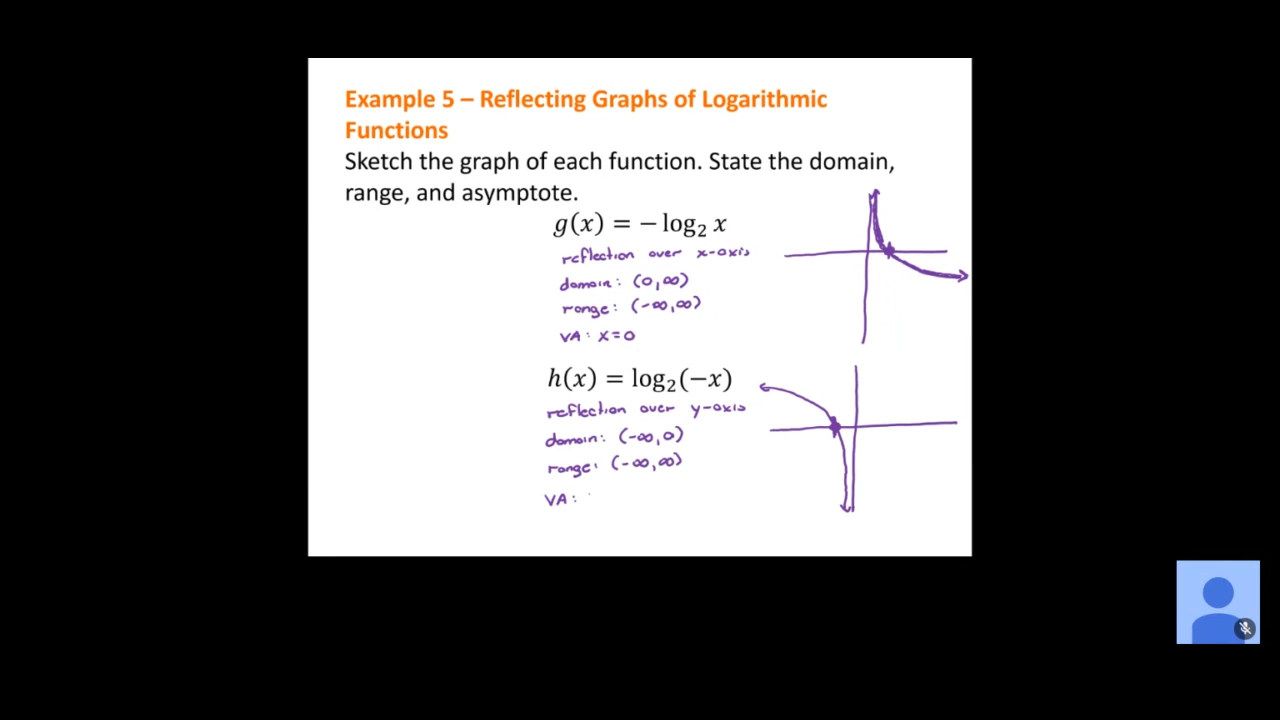 Example 5 – Reflecting Graphs of Logarithmic
Functions
Sketch the graph of each function. State the domain,
range, and asymptote.
g(x) = − log₂ x
reflection over x-axis
domain: (0,∞)
range: (-∞,∞)
VA: x=0
h(x) = log₂(−x)
reflection over y-axis
domain: (-∞,0)
range: (-∞,∞)
VA: